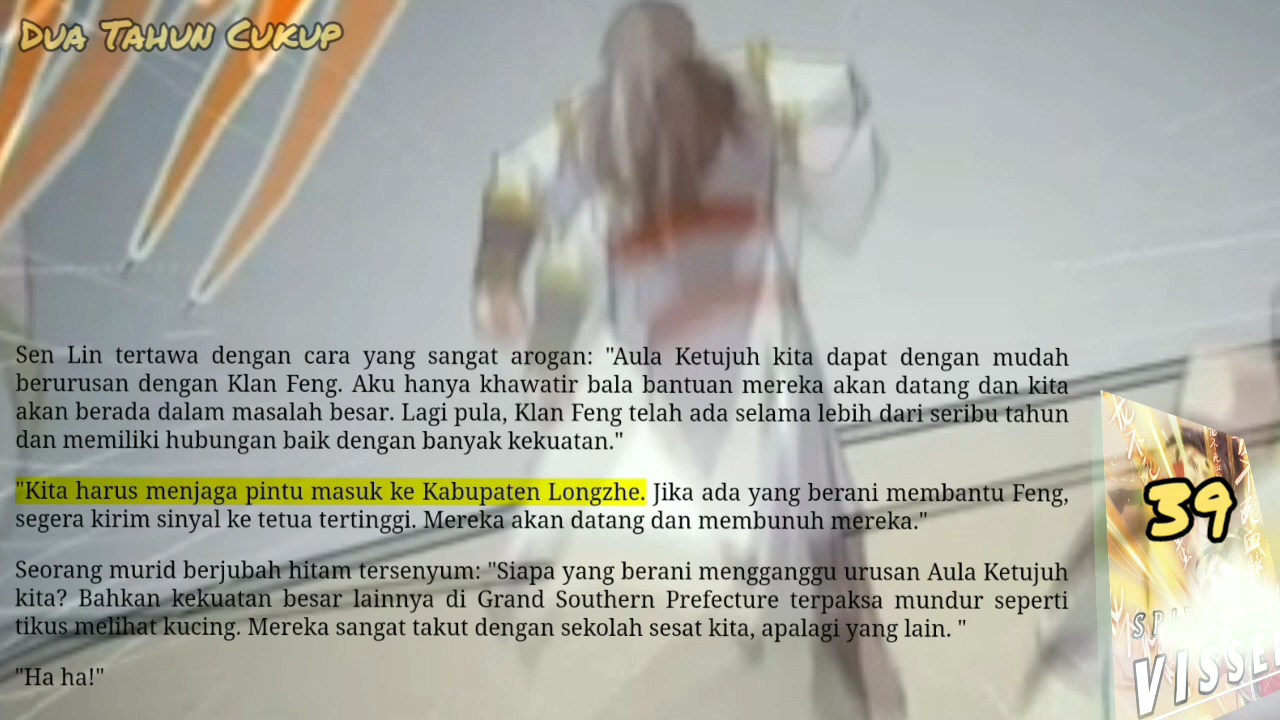 Dua Tahun Cukup
Sen Lin tertawa dengan cara yang sangat arogan: "Aula Ketujuh kita dapat dengan mudah
berurusan dengan Klan Feng. Aku hanya khawatir bala bantuan mereka akan datang dan kita
akan berada dalam masalah besar. Lagi pula, Klan Feng telah ada selama lebih dari seribu tahun
dan memiliki hubungan baik dengan banyak kekuatan."
"Kita harus menjaga pintu masuk ke Kabupaten Longzhe. Jika ada yang berani membantu Feng,
segera kirim sinyal ke tetua tertinggi. Mereka akan datang dan membunuh mereka."
Seorang murid berjubah hitam tersenyum: "Siapa yang berani mengganggu urusan Aula Ketujuh
kita? Bahkan kekuatan besar lainnya di Grand Southern Prefecture terpaksa mundur seperti
tikus melihat kucing. Mereka sangat takut dengan sekolah sesat kita, apalagi yang lain. "
"Ha ha!"
39